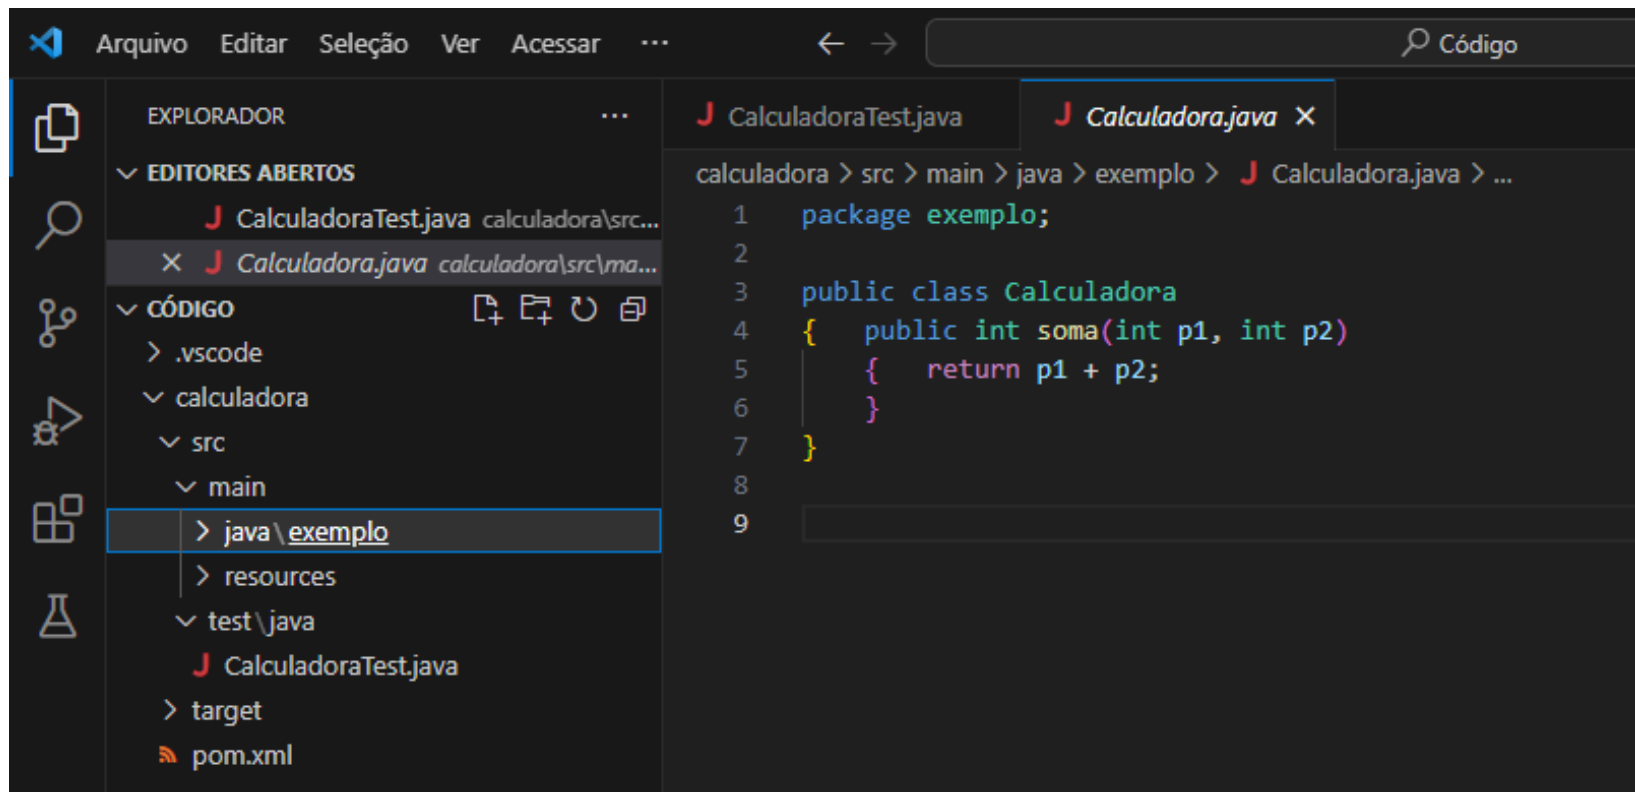 Arquivo Editar Seleção Ver Acessar ··· Código
EXPLORADOR ···
CalculadoraTest.java Calculadora.java
EDITORES ABERTOS
CalculadoraTest.java calculadora\src...
Calculadora.java calculadora\src\ma...
CÓDIGO
.vscode
calculadora
src
main
java\exemplo
resources
test\java
CalculadoraTest.java
target
pom.xml
calculadora > src > main > java > exemplo > J Calculadora.java > ...
1 package exemplo;
2
3 public class Calculadora
4 { public int soma(int p1, int p2)
5 { return p1 + p2;
6 }
7 }
8
9